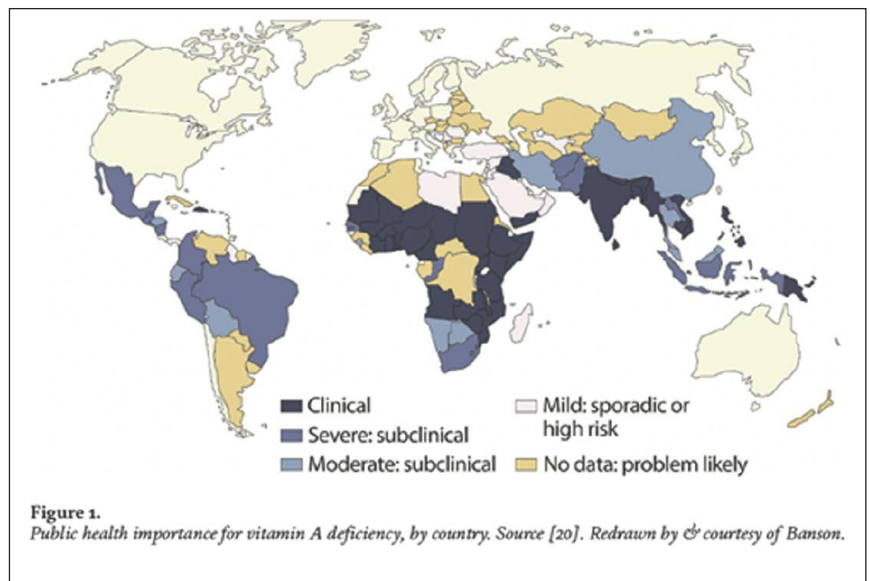 Clinical
Severe: subclinical
Moderate: subclinical
Mild: sporadic or
high risk
No data: problem likely
Figure 1.
Public health importance for vitamin A deficiency, by country. Source [20]. Redrawn by & courtesy of Banson.